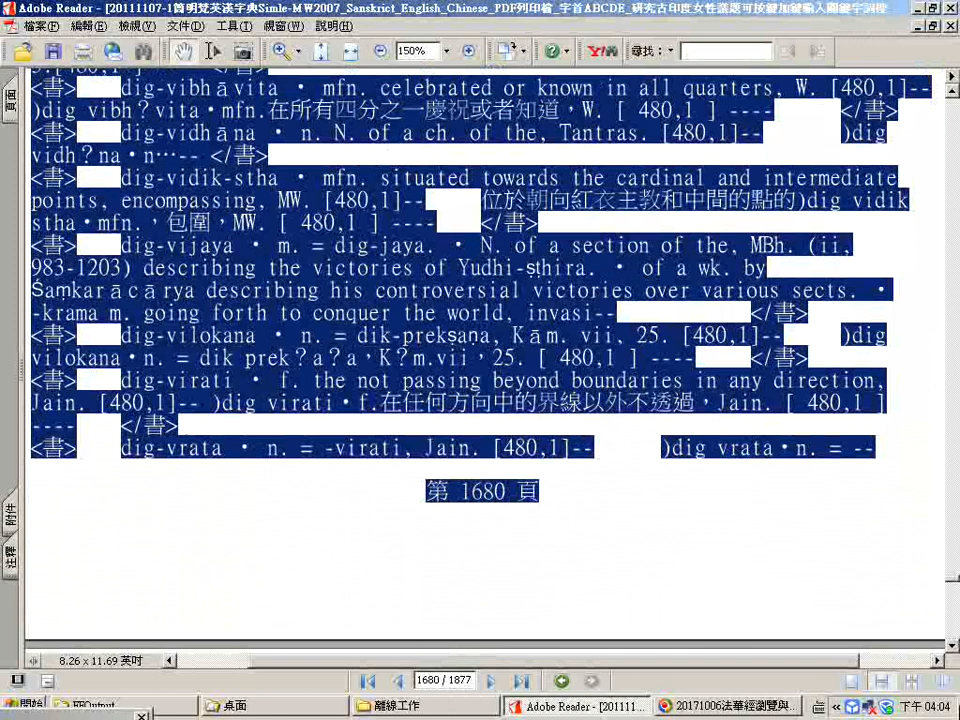 Adobe Reader - [20111107-1簡明梵英漢字典Simle-MW2007_Sanskrict_English_Chinese_PDF列印檔_字首ABCDE_研究古印度女性議題可按鍵加鍵輸入關鍵字詞搜
檔案(F) 編輯(E) 檢視(V) 文件(D) 工具(T) 視窗(W) 說明(H)
150% Y! 尋找:
頁面
<書> dig-vibhāvita • mfn. celebrated or known in all quarters, W. [480,1]--
)dig vibh?vita•mfn.在所有四分之一慶祝或者知道,W. [ 480,1 ] ---- </書>
<書> dig-vidhāna • n. N. of a ch. of the, Tantras. [480,1]-- )dig
vidh?na•n…-- </書>
<書> dig-vidik-stha • mfn. situated towards the cardinal and intermediate
points, encompassing, MW. [480,1]-- 位於朝向紅衣主教和中間的點的)dig vidik
stha•mfn.,包圍,MW. [ 480,1 ] ---- </書>
<書> dig-vijaya • m. = dig-jaya. • N. of a section of the, MBh. (ii,
983-1203) describing the victories of Yudhi-ṣṭhira. • of a wk. by
Śaṃkarācārya describing his controversial victories over various sects. •
-krama m. going forth to conquer the world, invasi-- </書>
<書> dig-vilokana • n. = dik-prekṣaṇa, Kām. vii, 25. [480,1]-- )dig
vilokana•n. = dik prek?a?a,K?m.vii,25. [ 480,1 ] ---- </書>
<書> dig-virati • f. the not passing beyond boundaries in any direction,
Jain. [480,1]-- )dig virati•f.在任何方向中的界線以外不透過,Jain. [ 480,1 ]
---- </書>
<書> dig-vrata • n. = -virati, Jain. [480,1]-- )dig vrata•n. = --
第 1680 頁
附件
注釋
8.26 x 11.69 英吋
1680 / 1877
開始 FFOutput 桌面 離線工作 Adobe Reader - [201111... 20171006法華經瀏覽與... 下午 04:04